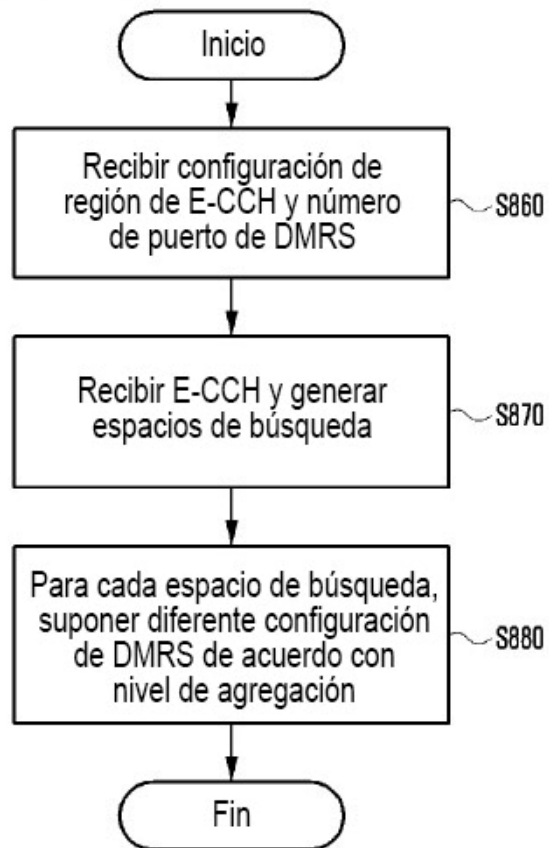 Inicio
Recibir configuración de
región de E-CCH y número
de puerto de DMRS
S860
Recibir E-CCH y generar
espacios de búsqueda
S870
Para cada espacio de búsqueda,
suponer diferente configuración
de DMRS de acuerdo con
nivel de agregación
S880
Fin